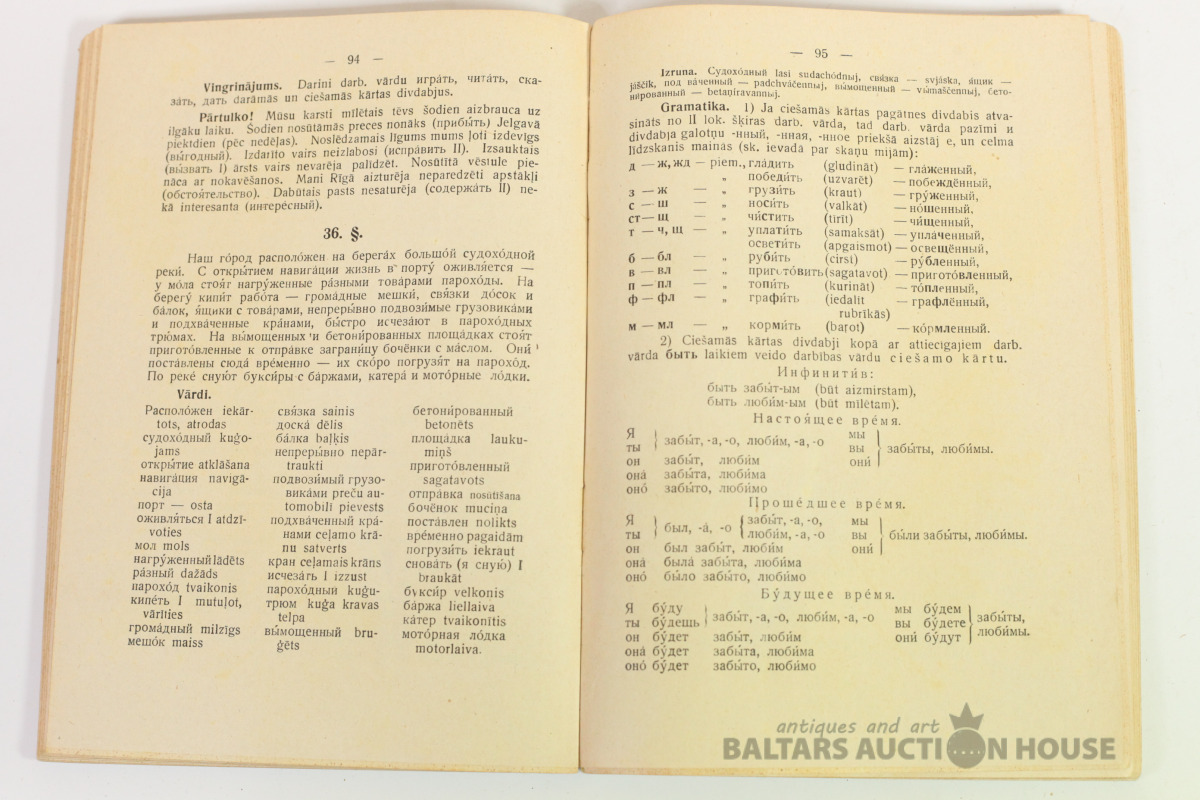 — 94 —
Vingrinājums. Darini darb. vārdu игра́ть, чита́ть, ска-
за́ть, дать darāmās un ciešamās kārtas divdabjus.
Pārtulko! Mūsu karsti mīlētais tēvs šodien aizbrauca uz
ilgāku laiku. Šodien nosūtāmās preces nonāks (прибы́ть) Jelgavā
piektdien (pēc nedēļas). Noslēdzamais līgums mums ļoti izdevīgs
(вы́годный). Izdarīto vairs neizlabosi (испра́вить II). Izsauktais
(вы́звать I) ārsts vairs nevarēja palīdzēt. Nosūtītā vēstule pie-
nāca ar nokavēšanos. Mani Rīgā aizturēja neparedzēti apstākļi
(обстоя́тельство). Dabūtais pasts nesaturēja (содержа́ть II) ne-
kā interesanta (интере́сный).
36. §.
Наш го́род располо́жен на берега́х большо́й судохо́дной
реки́. С откры́тием навига́ции жизнь в порту́ оживля́ется —
у мо́ла стоя́т нагру́женные ра́зными това́рами парохо́ды. На
берегу́ кипи́т рабо́та — грома́дные мешки́, свя́зки до́сок и
ба́лок, я́щики с това́рами, непреры́вно подвози́мые грузовика́ми
и подхва́ченные кра́нами, бы́стро исчеза́ют в парохо́дных
трю́мах. На вы́мощенных и бетони́рованных площа́дках стоя́т
пригото́вленные к отпра́вке заграни́цу бочёнки с ма́слом. Они́
поста́влены сюда́ вре́менно — их ско́ро погру́зят на парохо́д.
По реке́ сную́т букси́ры с ба́ржами, катера́ и мото́рные ло́дки.
Vārdi.
Располо́жен iekār-
tots, atrodas
судохо́дный kuģo-
jams
откры́тие atklāšana
навига́ция navigā-
cija
порт — osta
оживля́ться I atdzī-
voties
мол mols
нагру́женный lādēts
ра́зный dažāds
парохо́д tvaikonis
кипе́ть I mutuļot,
vārīties
грома́дный milzīgs
мешо́к maiss
свя́зка sainis
доска́ dēlis
ба́лка baļķis
непреры́вно nepār-
traukti
подвози́мый грузо-
вика́ми preču au-
tomobilī pievests
подхва́ченный кра́-
нами ceļamo krā-
nu satverts
кран ceļamais krāns
исчеза́ть I izzust
парохо́дный kuģu-
трюм kuģa kravas
telpa
вы́мощенный bru-
ģēts
бетони́рованный
betonēts
площа́дка lauku-
miņš
пригото́вленный
sagatavots
отпра́вка nosūtīšana
бочёнок muciņa
поста́влен nolikts
вре́менно pagaidām
погрузи́ть iekraut
снова́ть (я сную́) I
braukāt
букси́р velkonis
ба́ржа liellaiva
ка́тер tvaikonītis
мото́рная ло́дка
motorlaiva.
— 95 —
Izruna. Судохо́дный lasi sudachódnyj, свя́зка — svjáska, я́щик —
jáščik, под ва́ченный — padchváčennyj, вы́мощенный — výmaščennyj, бето-
ни́рованный — betaņíravannyj.
Gramatika. 1) Ja ciešamās kārtas pagātnes divdabis atva-
sināts no II lok. šķiras darb. vārda, tad darb. vārda pazīmi и
divdabja galotņu -нный, -нная, -нное priekšā aizstāj е, un celma
līdzskanis mainās (sk. ievadā par skaņu mijām):
д — ж, жд — piem., гла́дить (gludināt) — гла́женный,
„ победи́ть (uzvarēt) — побеждённый,
з — ж — „ грузи́ть (kraut) — гру́женный,
с — ш — „ носи́ть (valkāt) — но́шенный,
ст — щ — „ чи́стить (tīrīt) — чи́щенный,
т — ч, щ — „ уплати́ть (samaksāt) — упла́ченный,
осве́тить (apgaismot) — освещённый,
б — бл — „ руби́ть (cirst) — ру́бленный,
в — вл — „ пригото́вить (sagatavot) — пригото́вленный,
п — пл — „ топи́ть (kurināt) — то́пленный,
ф — фл — „ графи́ть (iedalīt — графлённый,
rubrikās)
м — мл — „ корми́ть (baŗot) — ко́рмленный.
2) Ciešamās kārtas divdabji kopā ar attiecīgajiem darb.
vārda быть laikiem veido darbības vārdu ciešamo kārtu.
Инфинити́в:
быть забы́т-ым (būt aizmirstam),
быть люби́м-ым (būt mīlētam).
Настоя́щее вре́мя.
Я
ты забы́т, -а, -о, люби́м, -а, -о
он забы́т, люби́м
она́ забы́та, люби́ма
оно́ забы́то, люби́мо
мы
вы забы́ты, люби́мы.
они́
Проше́дшее вре́мя.
Я
ты был, -а́, -о забы́т, -а, -о,
люби́м, -а, -о
он был забы́т, люби́м
она́ была́ забы́та, люби́ма
оно́ бы́ло забы́то, люби́мо
мы
вы бы́ли забы́ты, люби́мы.
они́
Бу́дущее вре́мя.
Я бу́ду
ты бу́дешь забы́т, -а, -о, люби́м, -а, -о
он бу́дет забы́т, люби́м
она́ бу́дет забы́та, люби́ма
оно́ бу́дет забы́то, люби́мо
мы бу́дем
вы бу́дете забы́ты,
они́ бу́дут люби́мы.
antiques and art
BALTARS AUCTION HOUSE